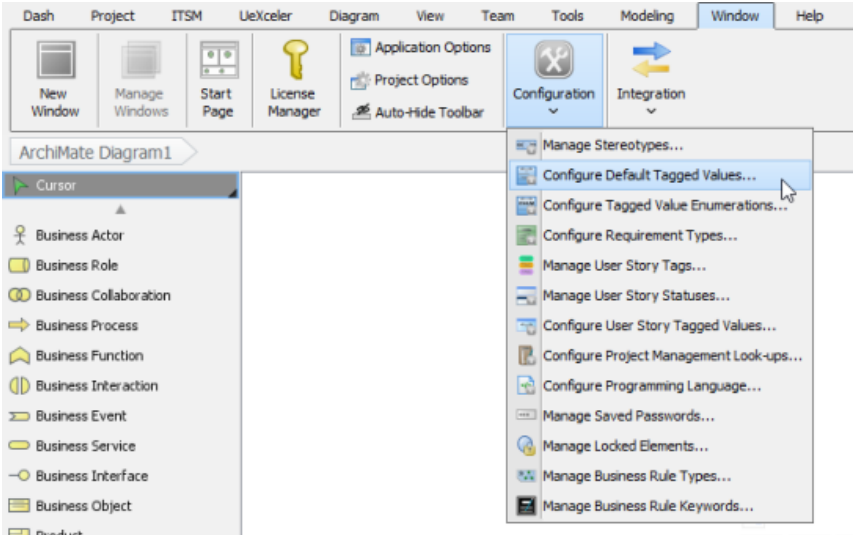 Dash Project ITSM UeXceler Diagram View Team Tools Modeling Window Help
New Window
Manage Windows
Start Page
License Manager
Application Options
Project Options
Auto-Hide Toolbar
Configuration
Integration
ArchiMate Diagram1
Cursor
Business Actor
Business Role
Business Collaboration
Business Process
Business Function
Business Interaction
Business Event
Business Service
Business Interface
Business Object
Product
Manage Stereotypes...
Configure Default Tagged Values...
Configure Tagged Value Enumerations...
Configure Requirement Types...
Manage User Story Tags...
Manage User Story Statuses...
Configure User Story Tagged Values...
Configure Project Management Look-ups...
Configure Programming Language...
Manage Saved Passwords...
Manage Locked Elements...
Manage Business Rule Types...
Manage Business Rule Keywords...